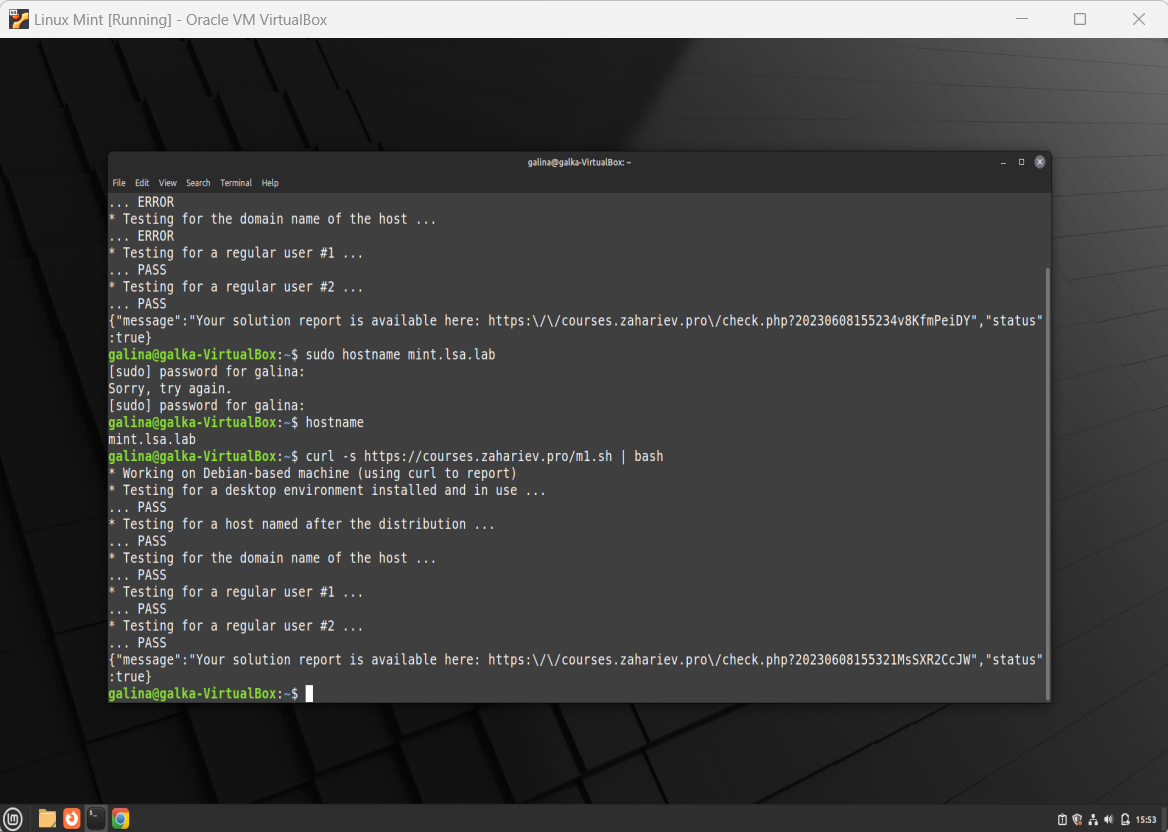 Linux Mint [Running] - Oracle VM VirtualBox
galina@galka-VirtualBox: ~
File Edit View Search Terminal Help
... ERROR
* Testing for the domain name of the host ...
... ERROR
* Testing for a regular user #1 ...
... PASS
* Testing for a regular user #2 ...
... PASS
{"message":"Your solution report is available here: https:\/\/courses.zahariev.pro\/check.php?20230608155234v8KfmPeiDY","status"
:true}
galina@galka-VirtualBox:~$ sudo hostname mint.lsa.lab
[sudo] password for galina:
Sorry, try again.
[sudo] password for galina:
galina@galka-VirtualBox:~$ hostname
mint.lsa.lab
galina@galka-VirtualBox:~$ curl -s https://courses.zahariev.pro/m1.sh | bash
* Working on Debian-based machine (using curl to report)
* Testing for a desktop environment installed and in use ...
... PASS
* Testing for a host named after the distribution ...
... PASS
* Testing for the domain name of the host ...
... PASS
* Testing for a regular user #1 ...
... PASS
* Testing for a regular user #2 ...
... PASS
{"message":"Your solution report is available here: https:\/\/courses.zahariev.pro\/check.php?20230608155321MsSXR2CcJW","status"
:true}
galina@galka-VirtualBox:~$
15:53